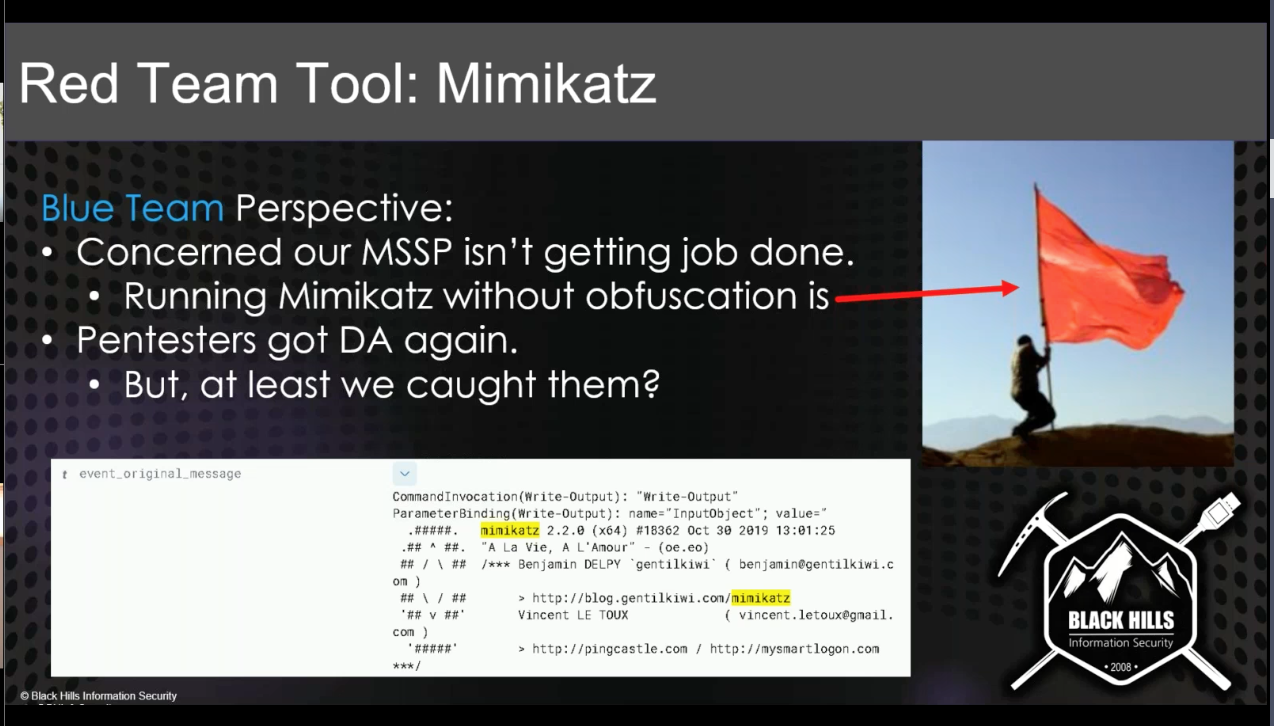 Red Team Tool: Mimikatz
Blue Team Perspective:
• Concerned our MSSP isn't getting job done.
• Running Mimikatz without obfuscation is
• Pentesters got DA again.
• But, at least we caught them?
t event_original_message
CommandInvocation(Write-Output): "Write-Output"
ParameterBinding(Write-Output): name="InputObject"; value="
.#####. mimikatz 2.2.0 (x64) #18362 Oct 30 2019 13:01:25
.## ^ ##. "A La Vie, A L'Amour" - (oe.eo)
## / \ ## /*** Benjamin DELPY `gentilkiwi` ( benjamin@gentilkiwi.c
om )
## \ / ## > http://blog.gentilkiwi.com/mimikatz
'## v ##' Vincent LE TOUX ( vincent.letoux@gmail.
com )
'#####' > http://pingcastle.com / http://mysmartlogon.com
***/
BLACK HILLS
Information Security
• 2008 •
© Black Hills Information Security